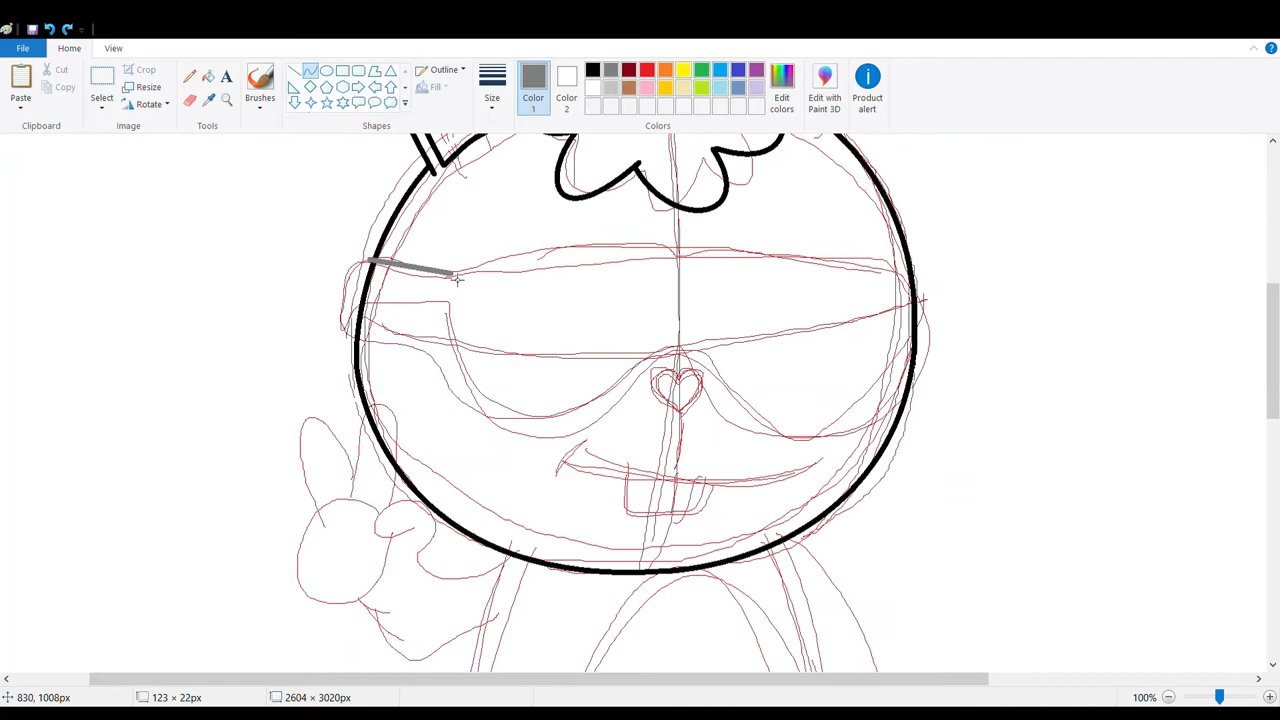 File Home View
Paste Cut Copy
Clipboard
Select Crop Resize Rotate
Image
A
Tools
Brushes
Outline Fill
Shapes
Size
Color 1
Color 2
Edit colors
Colors
Edit with Paint 3D
Product alert
830, 1008px 123 × 22px 2604 × 3020px 100%